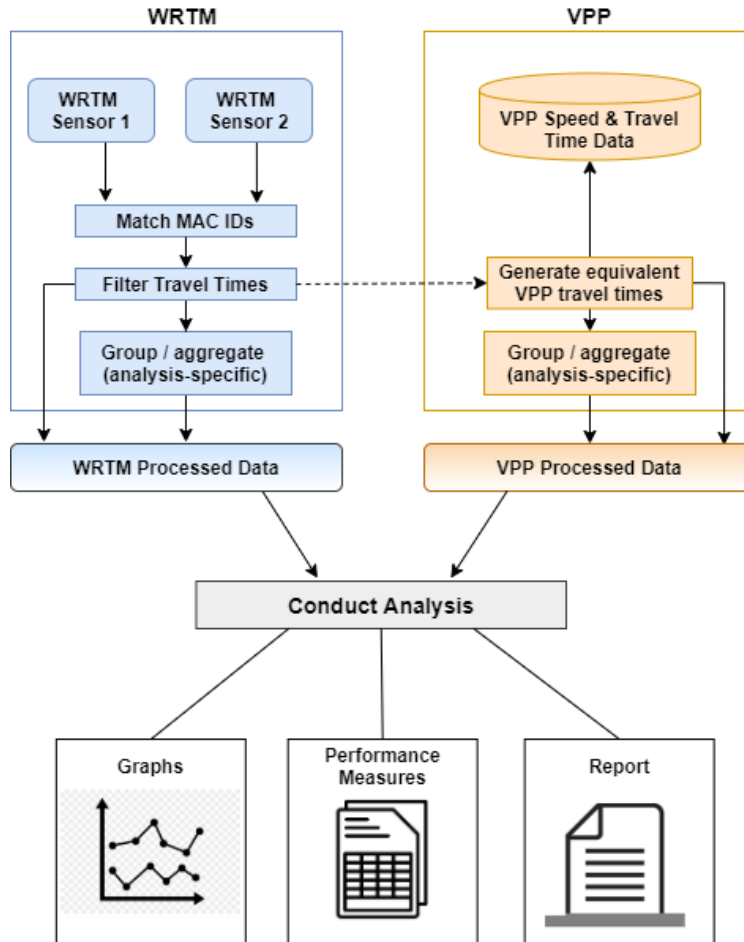 WRTM
VPP
WRTM
Sensor 1
WRTM
Sensor 2
VPP Speed & Travel
Time Data
Match MAC IDs
Filter Travel Times
Generate equivalent
VPP travel times
Group / aggregate
(analysis-specific)
Group / aggregate
(analysis-specific)
WRTM Processed Data
VPP Processed Data
Conduct Analysis
Graphs
Performance
Measures
Report